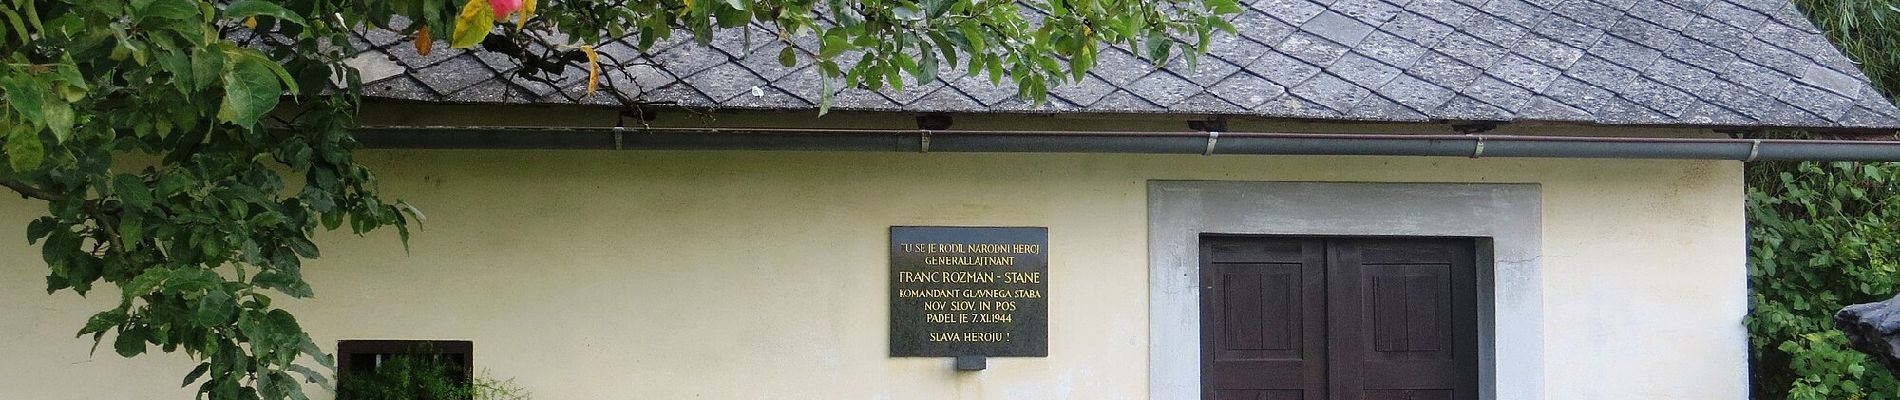 TU SE JE RODIL NARODNI HEROJ
GENERALLAJTNANT
FRANC ROZMAN - STANE
KOMANDANT GLAVNEGA ŠTABA
NOV SLOV. IN POS
PADEL JE 7.XI.1944
SLAVA HEROJU !